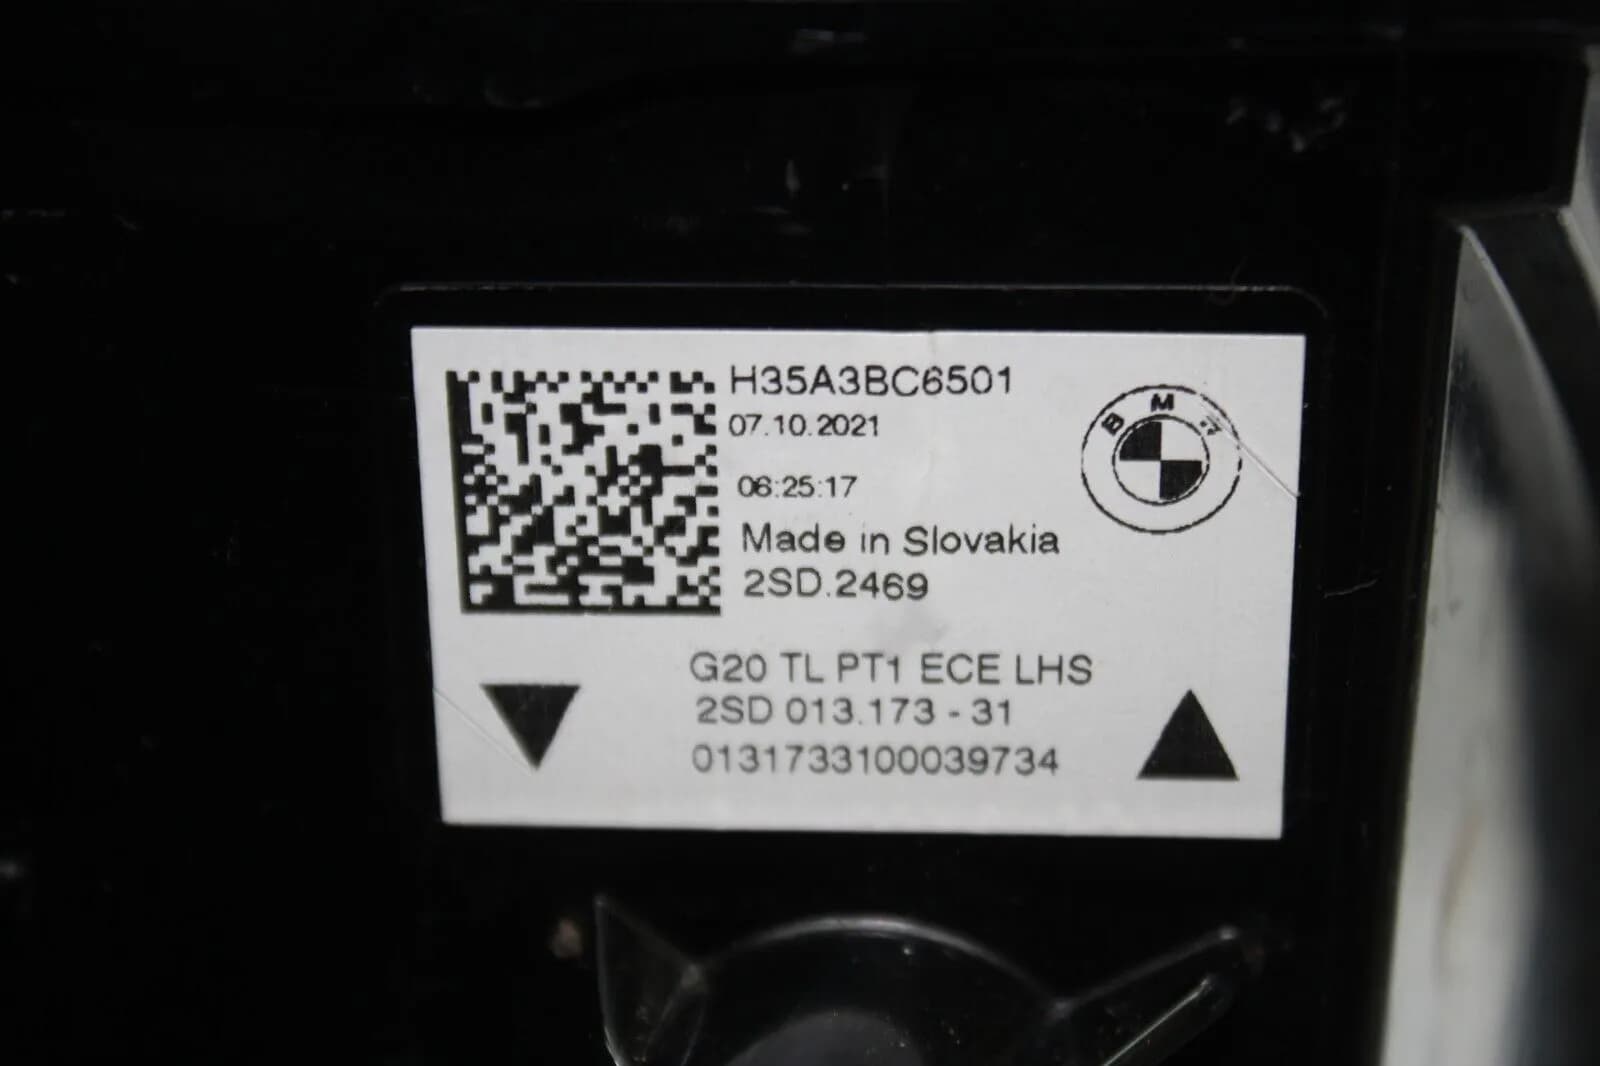 H35A3BC6501
07.10.2021
06:25:17
Made in Slovakia
2SD.2469
BM
G20 TL PT1 ECE LHS
2SD 013.173 - 31
0131733100039734